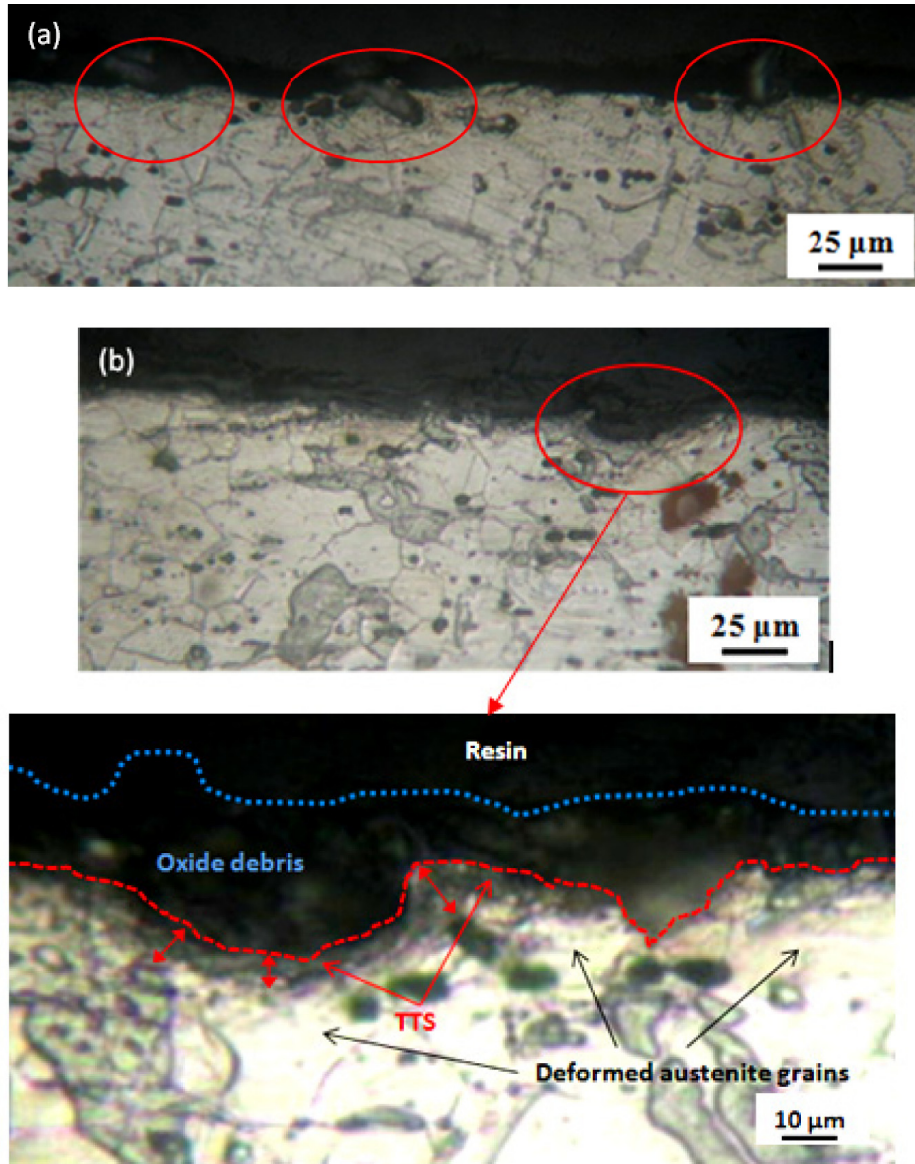 (a)
25 µm
(b)
25 µm
Resin
Oxide debris
TTS
Deformed austenite grains
10 µm